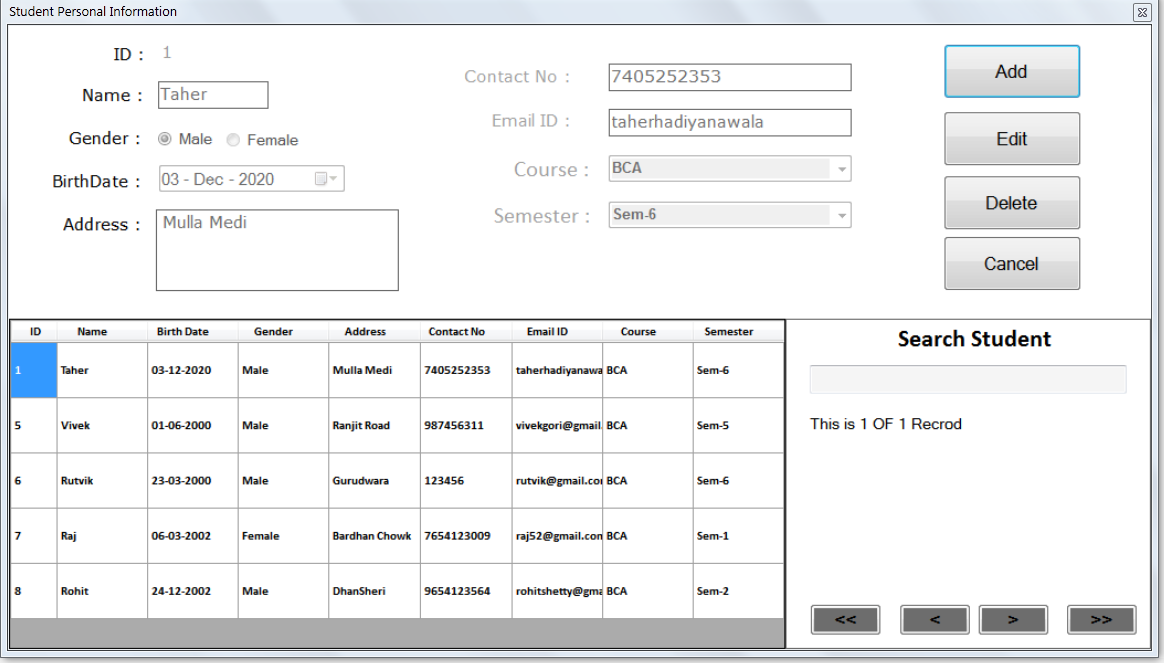 Student Personal Information
ID : 1
Name : Taher
Gender : Male Female
BirthDate : 03 - Dec - 2020
Address : Mulla Medi
Contact No : 7405252353
Email ID : taherhadiyanawala
Course : BCA
Semester : Sem-6
Add
Edit
Delete
Cancel
ID Name Birth Date Gender Address Contact No Email ID Course Semester
1 Taher 03-12-2020 Male Mulla Medi 7405252353 taherhadiyanawa BCA Sem-6
5 Vivek 01-06-2000 Male Ranjit Road 987456311 vivekgori@gmail. BCA Sem-5
6 Rutvik 23-03-2000 Male Gurudwara 123456 rutvik@gmail.cor BCA Sem-6
7 Raj 06-03-2002 Female Bardhan Chowk 7654123009 raj52@gmail.con BCA Sem-1
8 Rohit 24-12-2002 Male DhanSheri 9654123564 rohitshetty@gma BCA Sem-2
Search Student
This is 1 OF 1 Recrod
<< < > >>